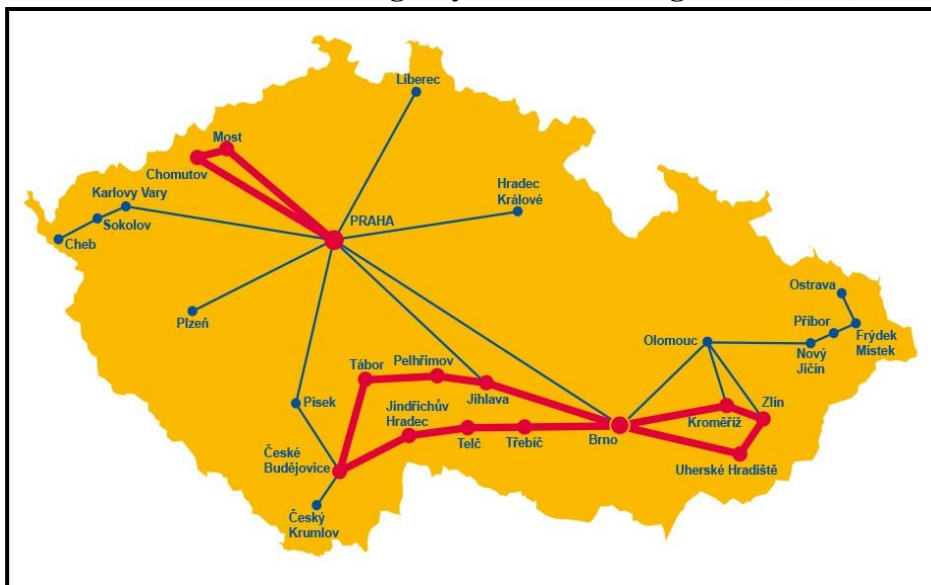 Liberec
Most
Chomutov
Karlovy Vary
Hradec
Králové
PRAHA
Sokolov
Cheb
Ostrava
Plzeň
Příbor
Olomouc
Frýdek
Místek
Nový
Jičín
Pelhřimov
Tábor
Jihlava
Písek
Jindřichův
Hradec
Zlín
Kroměříž
Telč
Třebíč
Brno
České
Budějovice
Uherské Hradiště
Český
Krumlov